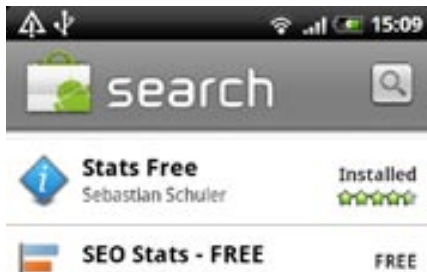 15:09
search
Stats Free
Installed
Sebastian Schuler
SEO Stats - FREE
FREE